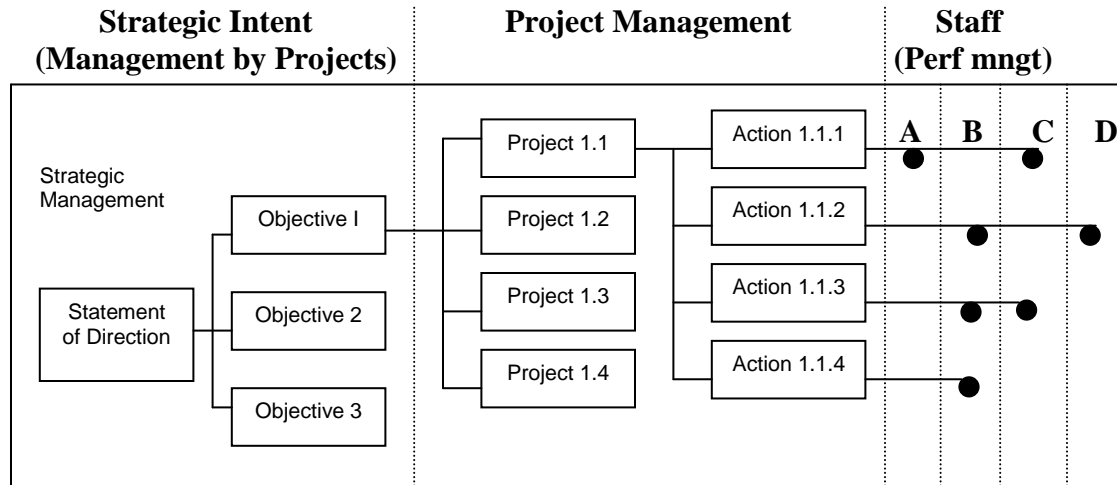 Strategic Intent
(Management by Projects)
Project Management
Staff
(Perf mngt)
A B C D
Strategic
Management
Statement
of Direction
Objective I
Objective 2
Objective 3
Project 1.1
Project 1.2
Project 1.3
Project 1.4
Action 1.1.1
Action 1.1.2
Action 1.1.3
Action 1.1.4